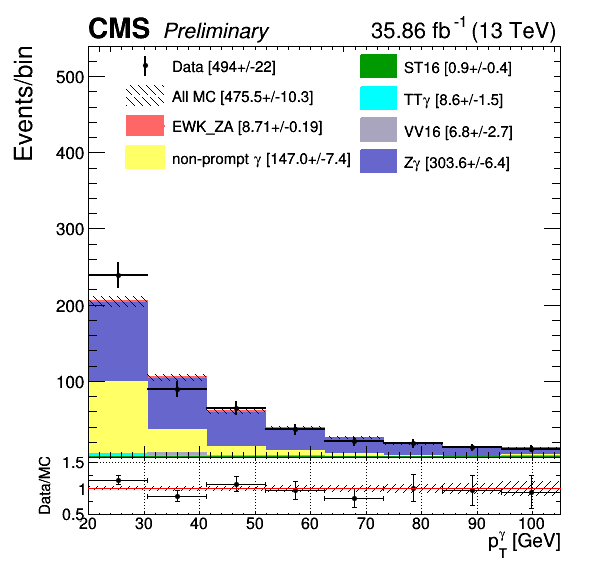 CMS Preliminary 35.86 fb⁻¹ (13 TeV)
Events/bin
Data [494+/-22]
All MC [475.5+/-10.3]
EWK_ZA [8.71+/-0.19]
non-prompt γ [147.0+/-7.4]
ST16 [0.9+/-0.4]
TTγ [8.6+/-1.5]
VV16 [6.8+/-2.7]
Zγ [303.6+/-6.4]
500
400
300
200
100
Data/MC
1.5
1
0.5
20 30 40 50 60 70 80 90 100
p_T^γ [GeV]